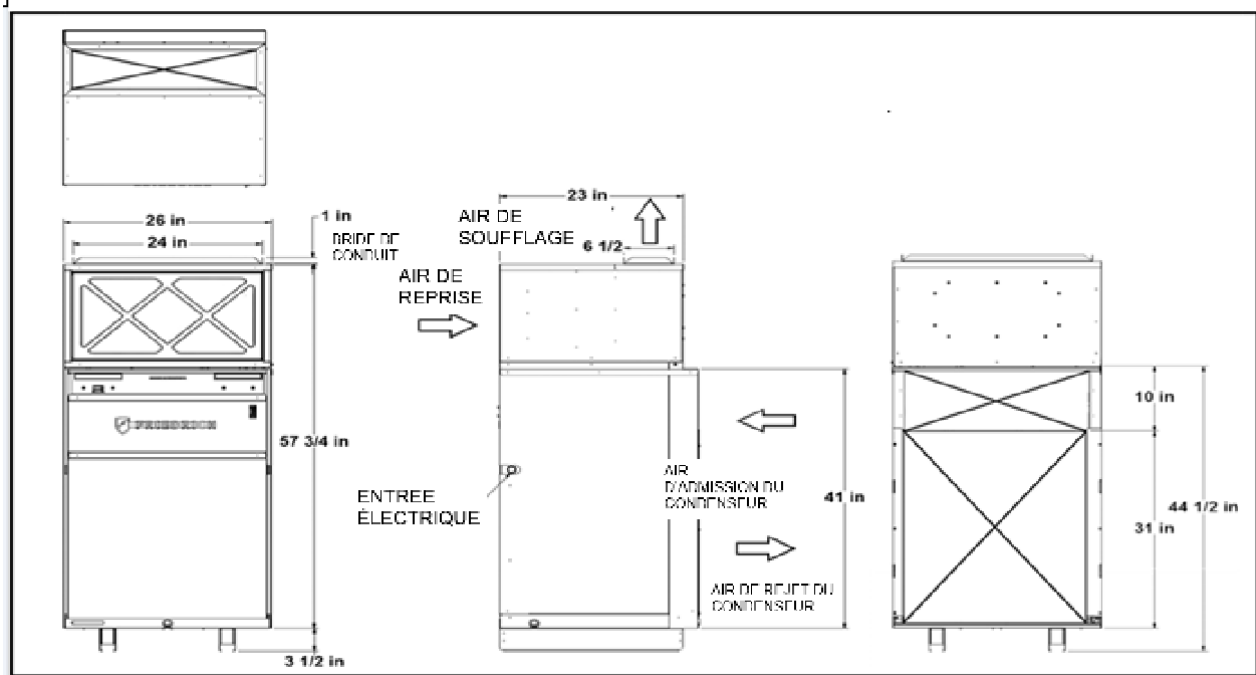 ]
23 in
26 in
1 in
24 in
BRIDE DE
CONDUIT
AIR DE
SOUFFLAGE
6 1/2
AIR DE
REPRISE
FRIEDRICH
10 in
57 3/4 in
AIR
D'ADMISSION DU
CONDENSEUR
41 in
ENTREE
ÉLECTRIQUE
44 1/2 in
31 in
AIR DE REJET DU
CONDENSEUR
3 1/2 in